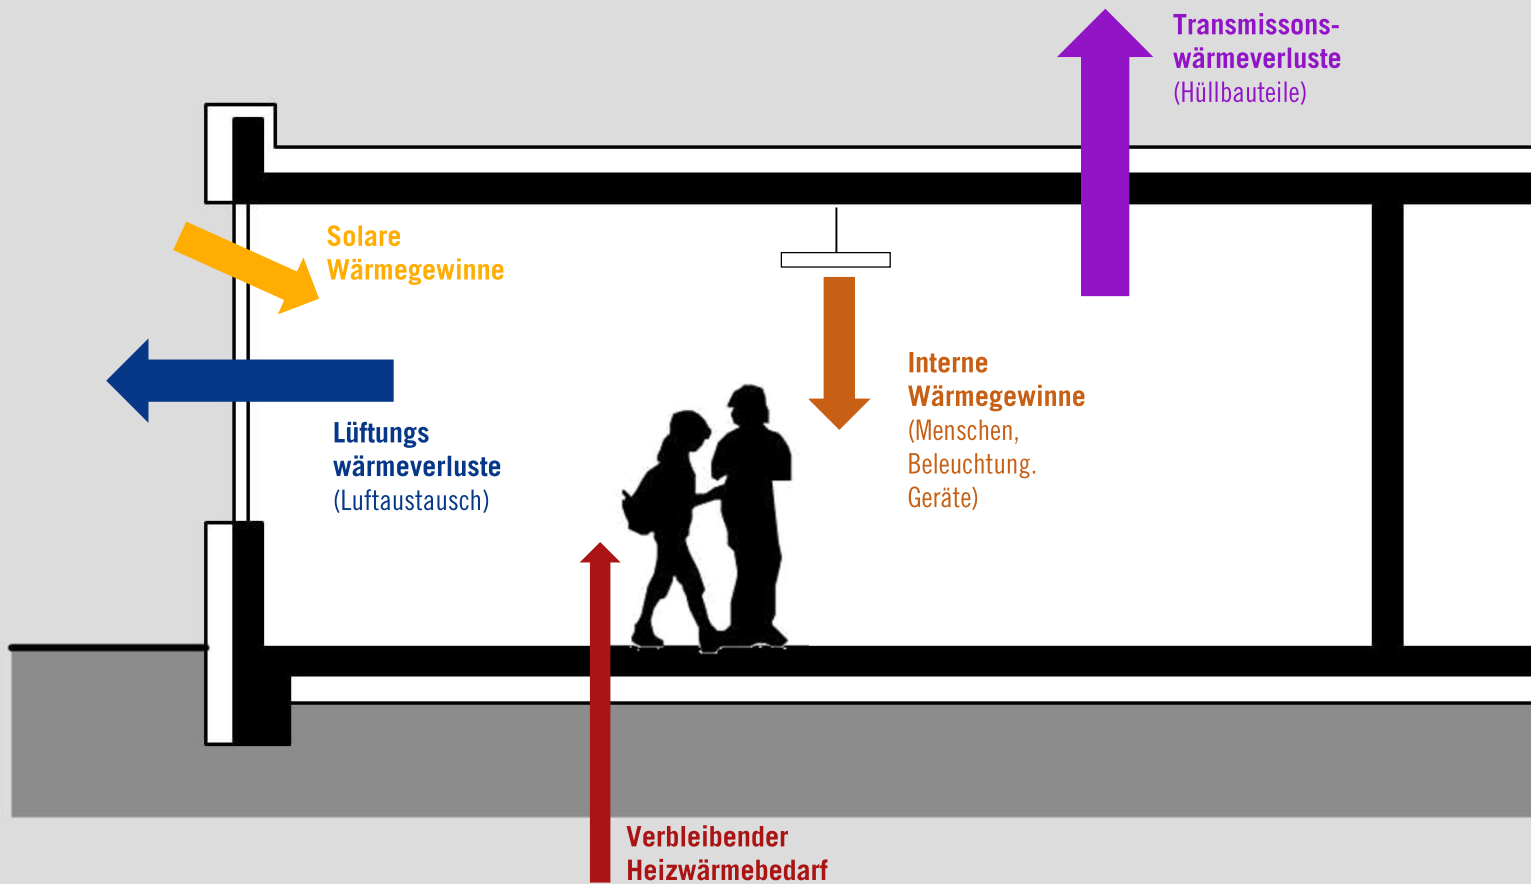 Transmissons-
wärmeverluste
(Hüllbauteile)
Solare
Wärmegewinne
Interne
Wärmegewinne
(Menschen,
Beleuchtung.
Geräte)
Lüftungs
wärmeverluste
(Luftaustausch)
Verbleibender
Heizwärmebedarf